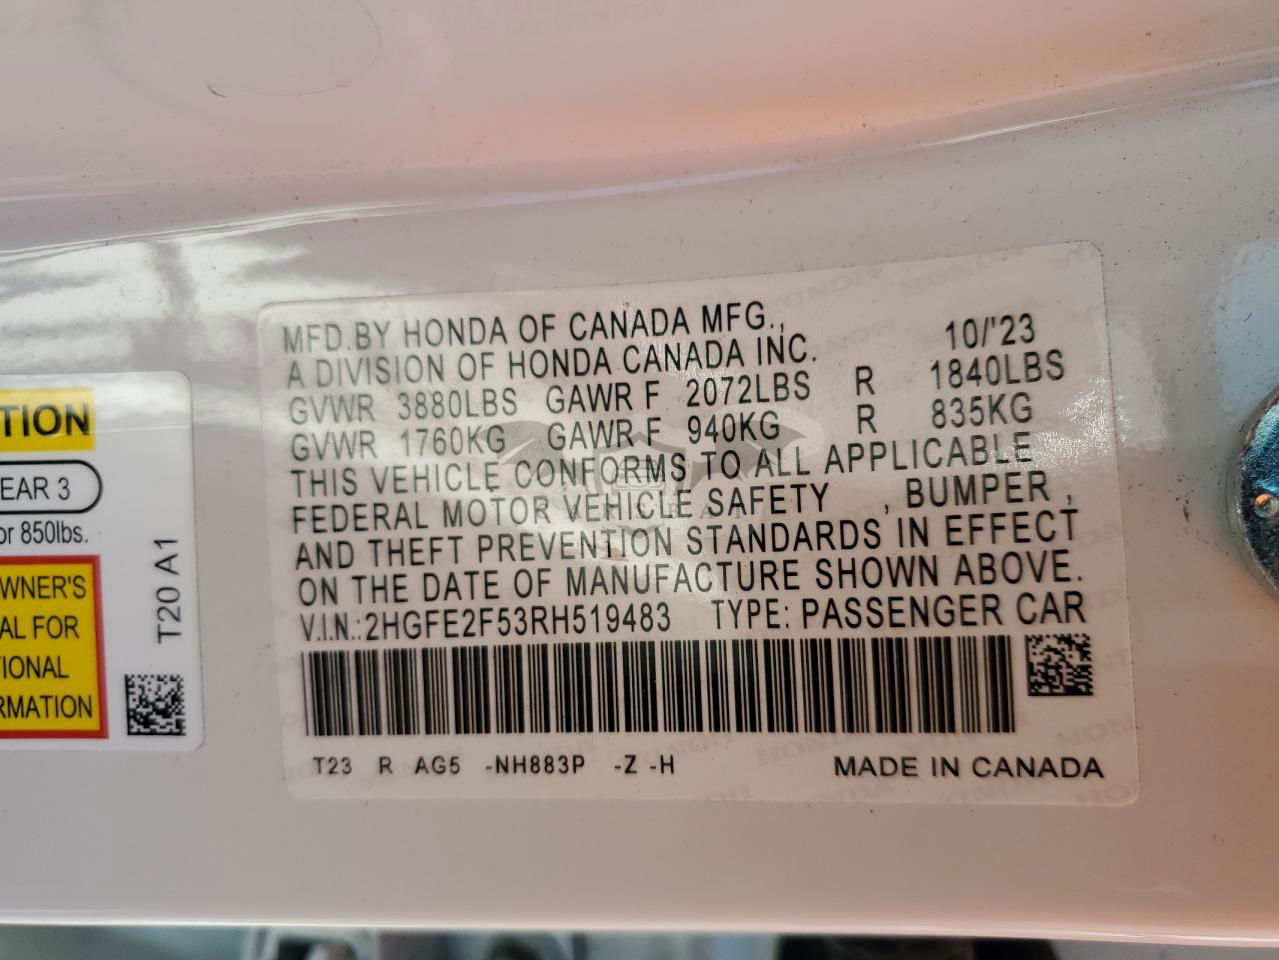 MFD.BY HONDA OF CANADA MFG.,
A DIVISION OF HONDA CANADA INC. 10/'23
GVWR 3880LBS GAWR F 2072LBS R 1840LBS
GVWR 1760KG GAWR F 940KG R 835KG
THIS VEHICLE CONFORMS TO ALL APPLICABLE
FEDERAL MOTOR VEHICLE SAFETY , BUMPER ,
AND THEFT PREVENTION STANDARDS IN EFFECT
ON THE DATE OF MANUFACTURE SHOWN ABOVE.
V.I.N.:2HGFE2F53RH519483 TYPE: PASSENGER CAR
T23 R AG5 -NH883P -Z -H MADE IN CANADA
TION
EAR 3
or 850lbs.
WNER'S
AL FOR
TIONAL
RMATION
T20 A1